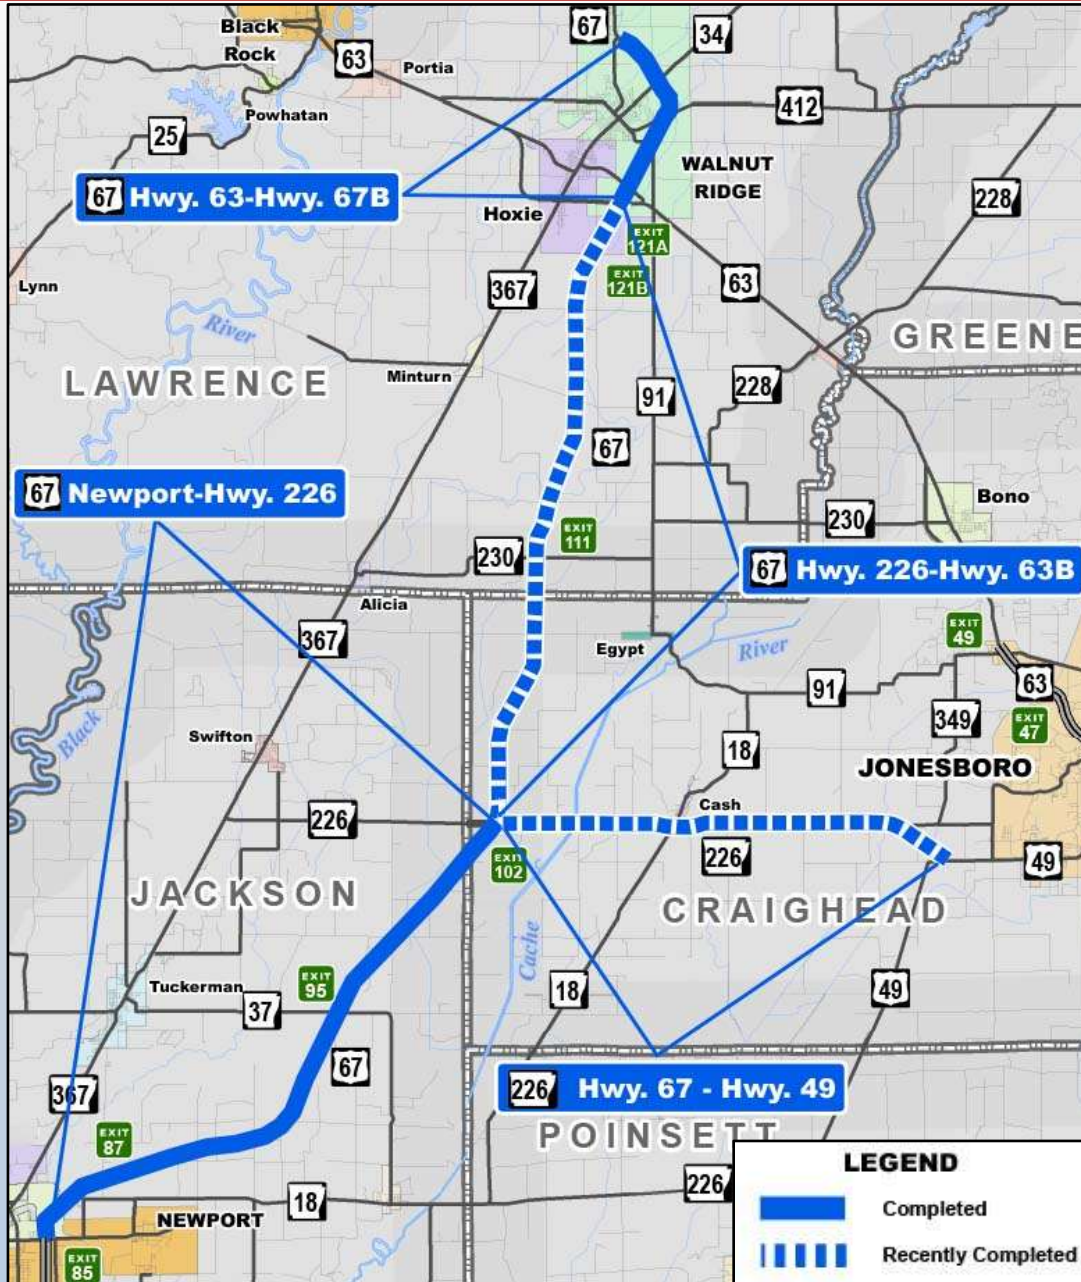 67
34
Black
Rock
63
Portia
412
Powhatan
25
WALNUT
RIDGE
67 Hwy. 63-Hwy. 67B
228
Hoxie
EXIT
121A
EXIT
121B
63
Lynn
367
River
GREENE
LAWRENCE
Minturn
228
91
67
67 Newport-Hwy. 226
Bono
230
EXIT
111
230
67 Hwy. 226-Hwy. 63B
Alicia
EXIT
49
367
Egypt
River
63
91
349
EXIT
47
Black
Swifton
18
JONESBORO
Cash
226
226
49
EXIT
102
JACKSON
CRAIGHEAD
Cache
Tuckerman
EXIT
95
18
49
37
67
367
226 Hwy. 67 - Hwy. 49
EXIT
87
POINSETT
LEGEND
226
18
Completed
NEWPORT
Recently Completed
EXIT
85